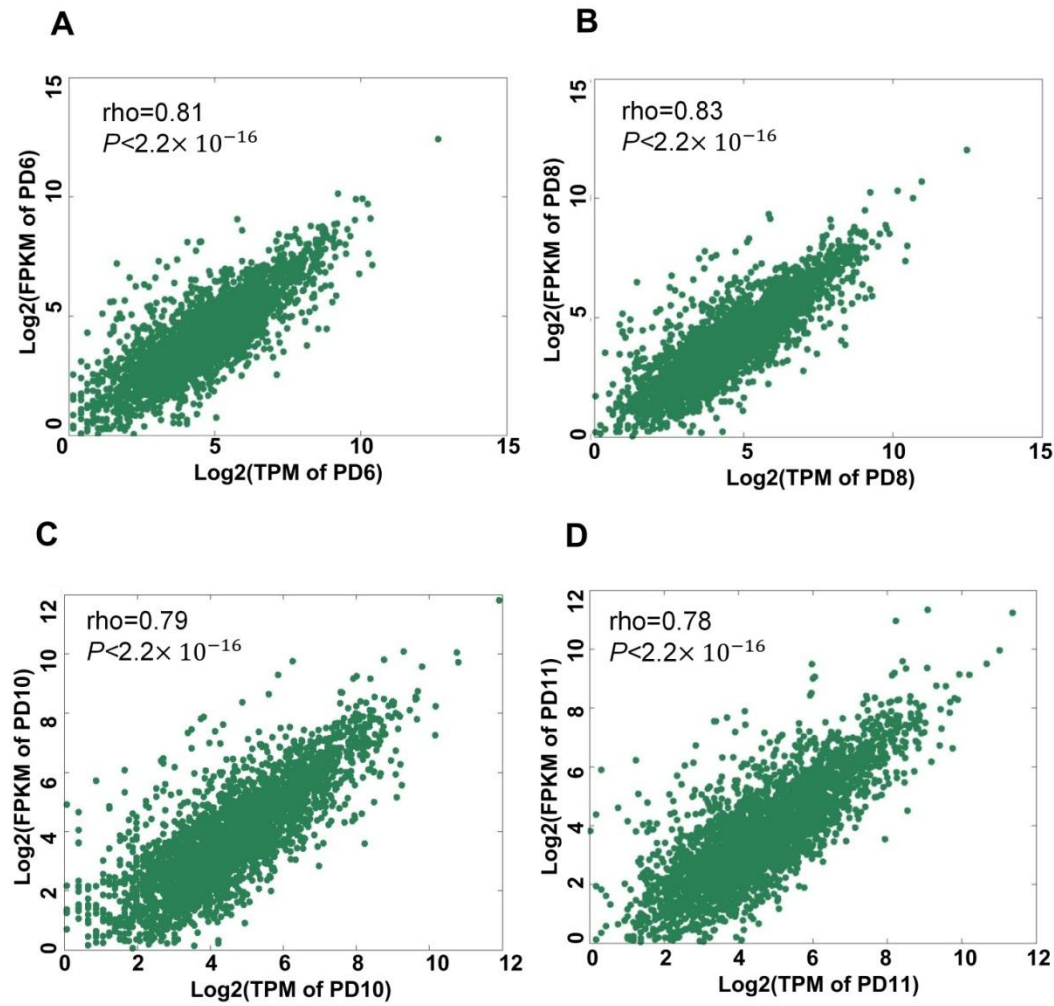 A
15
10
5
0
Log2(FPKM of PD6)
rho=0.81
P<2.2× 10⁻¹⁶
0 5 10 15
Log2(TPM of PD6)
B
15
10
5
0
Log2(FPKM of PD8)
rho=0.83
P<2.2× 10⁻¹⁶
0 5 10 15
Log2(TPM of PD8)
C
12
10
8
6
4
2
0
Log2(FPKM of PD10)
rho=0.79
P<2.2× 10⁻¹⁶
0 2 4 6 8 10 12
Log2(TPM of PD10)
D
12
10
8
6
4
2
0
Log2(FPKM of PD11)
rho=0.78
P<2.2× 10⁻¹⁶
0 2 4 6 8 10 12
Log2(TPM of PD11)